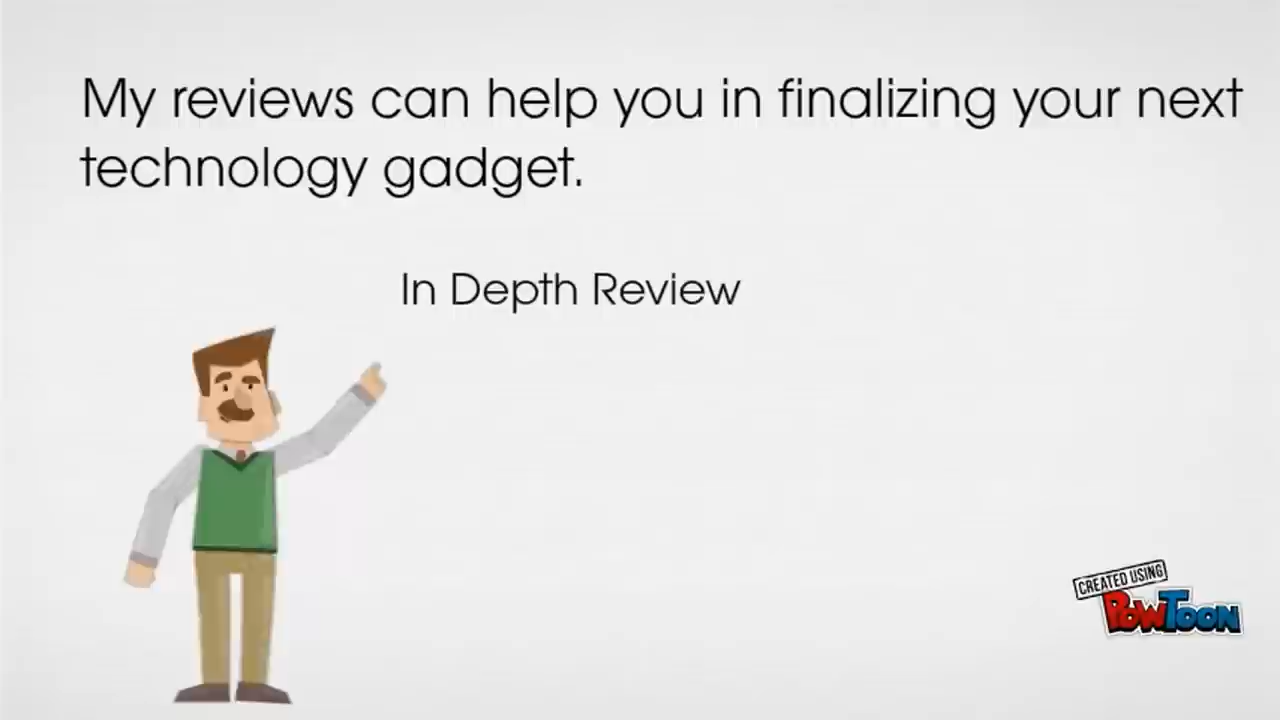 My reviews can help you in finalizing your next
technology gadget.
In Depth Review
CREATED USING
POWTOON